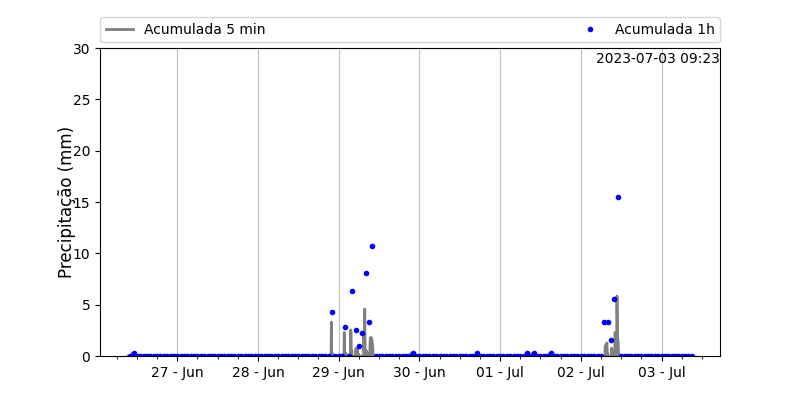 Acumulada 5 min
Acumulada 1h
2023-07-03 09:23
Precipitação (mm)
30
25
20
15
10
5
0
27 - Jun
28 - Jun
29 - Jun
30 - Jun
01 - Jul
02 - Jul
03 - Jul